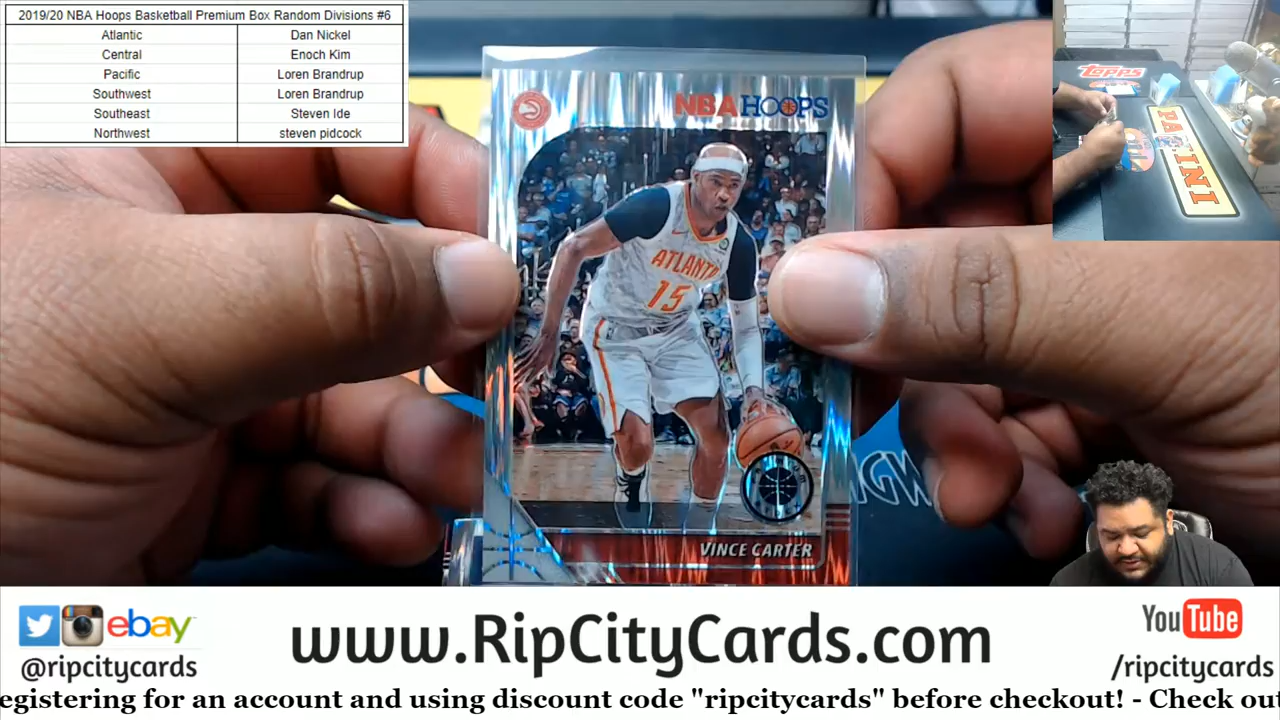 2019/20 NBA Hoops Basketball Premium Box Random Divisions #6
Atlantic Dan Nickel
Central Enoch Kim
Pacific Loren Brandrup
Southwest Loren Brandrup
Southeast Steven Ide
Northwest steven pidcock
Topps
PANINI
NBA HOOPS
ATLANTA
15
VINCE CARTER
ebay
@ripcitycards
www.RipCityCards.com
YouTube
/ripcitycards
egistering for an account and using discount code "ripcitycards" before checkout! - Check out